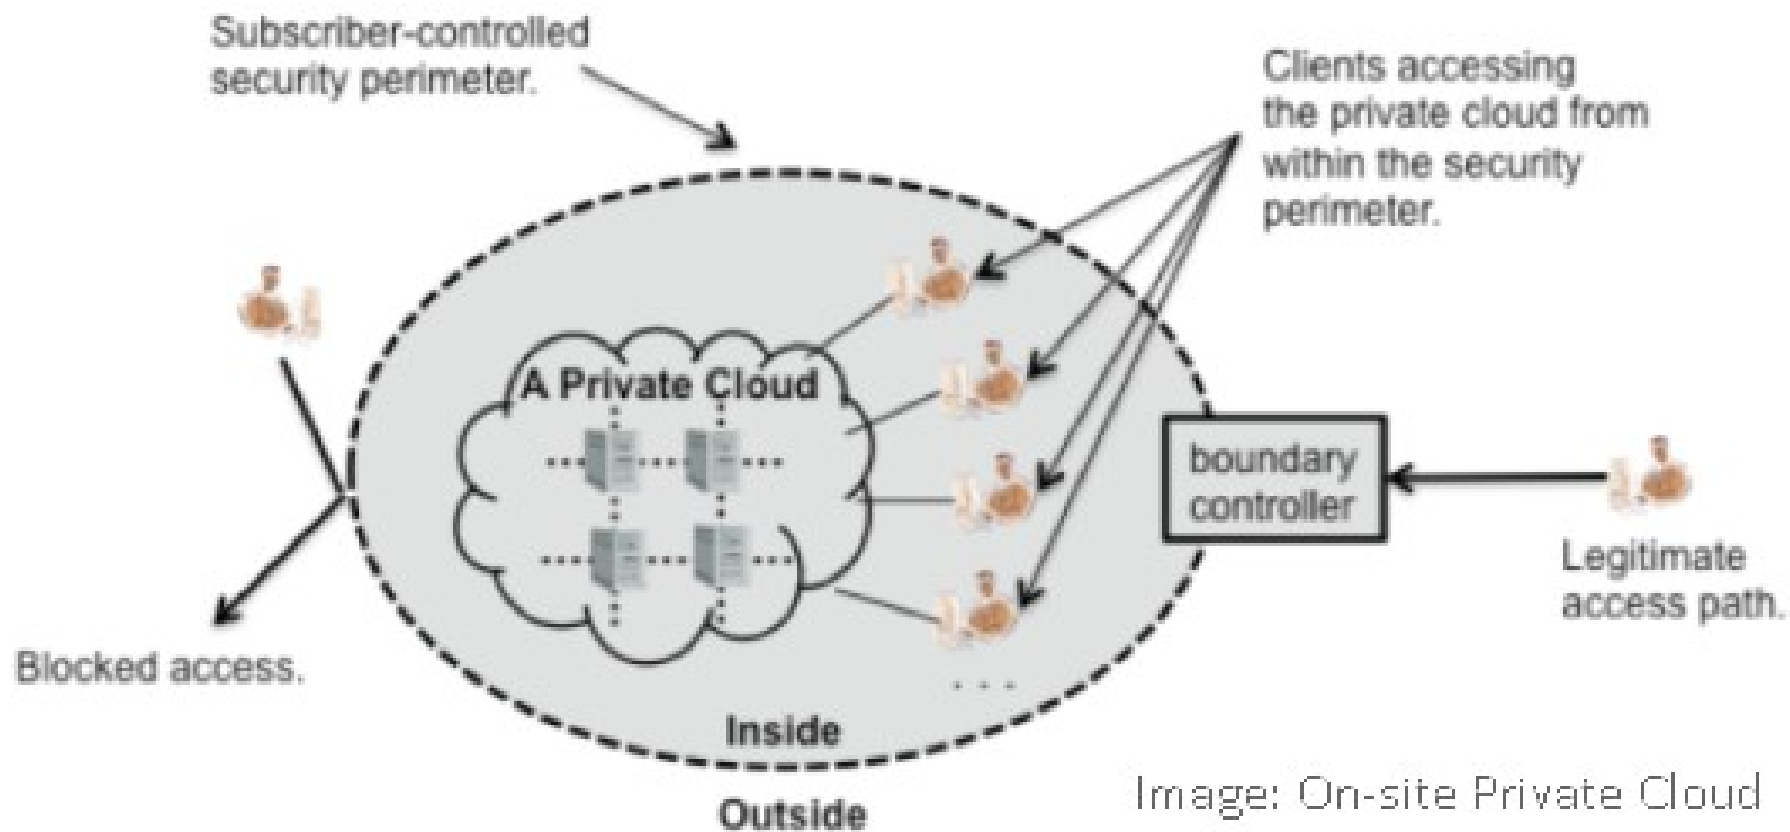 Subscriber-controlled
security perimeter.
Clients accessing
the private cloud from
within the security
perimeter.
A Private Cloud
boundary
controller
Legitimate
access path.
Blocked access.
. . .
Inside
Outside
Image: On-site Private Cloud